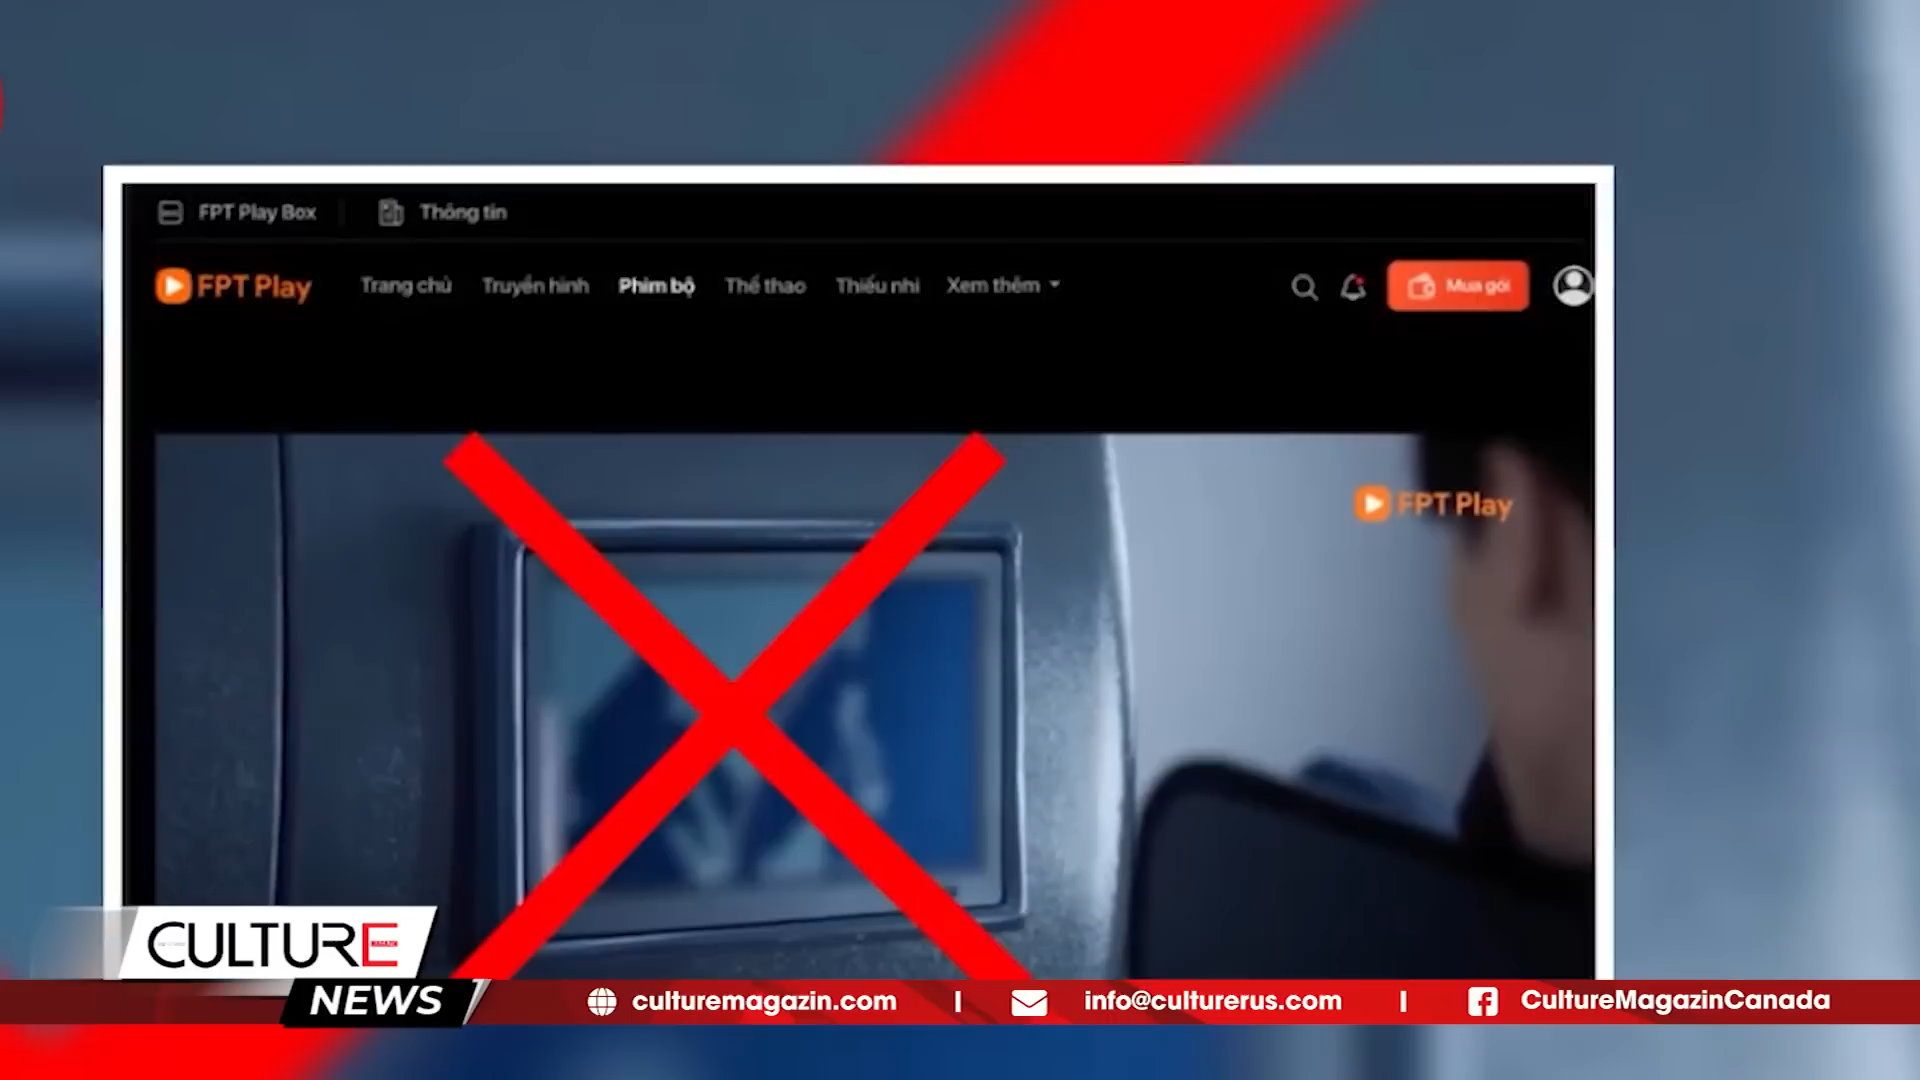 FPT Play Box
Thông tin
FPT Play
Trang chủ
Truyền hình
Phim bộ
Thể thao
Thiếu nhi
Xem thêm
Mua gói
FPT Play
CULTURE
NEWS
culturemagazin.com | info@culturerus.com | CultureMagazinCanada